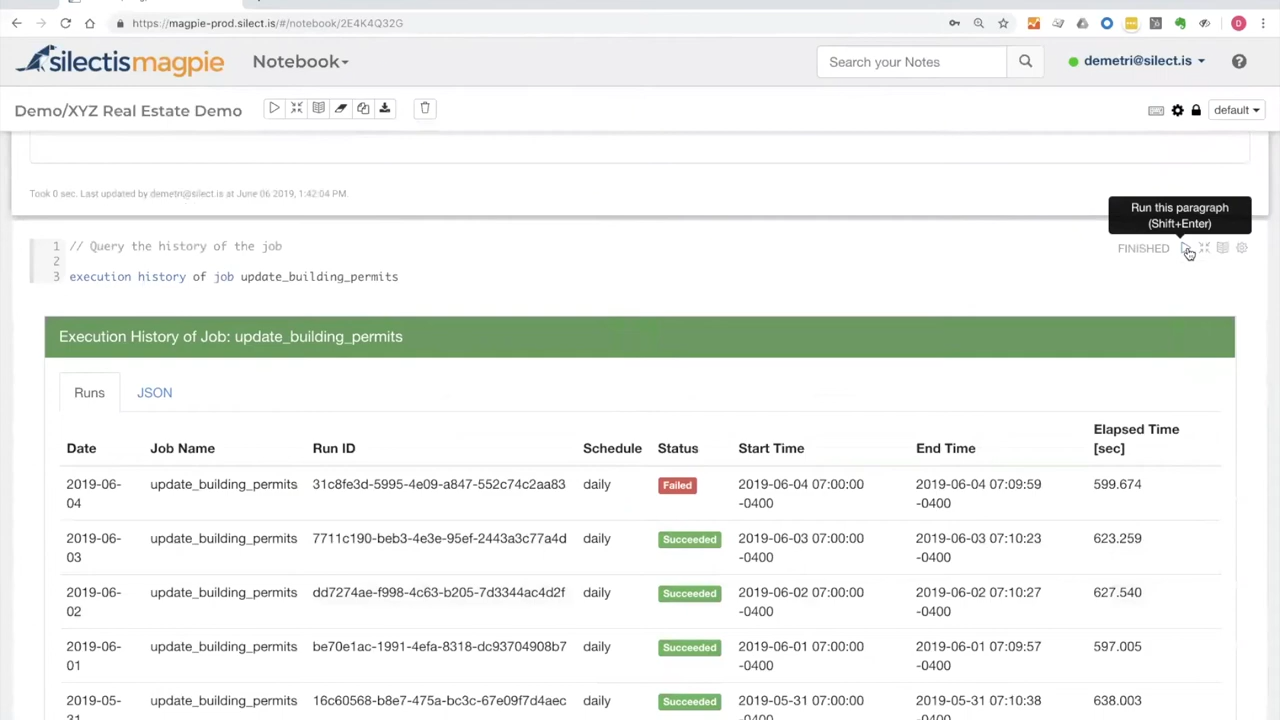 https://magpie-prod.silect.is/#/notebook/2E4K4Q32G
D
silectismagpie
Notebook
Search your Notes
demetri@silect.is
Demo/XYZ Real Estate Demo
default
Took 0 sec. Last updated by demetri@silect.is at June 06 2019, 1:42:04 PM.
Run this paragraph
(Shift+Enter)
FINISHED
1 // Query the history of the job
2
3 execution history of job update_building_permits
Execution History of Job: update_building_permits
Runs JSON
Date Job Name Run ID Schedule Status Start Time End Time Elapsed Time [sec]
2019-06-04 update_building_permits 31c8fe3d-5995-4e09-a847-552c74c2aa83 daily Failed 2019-06-04 07:00:00 -0400 2019-06-04 07:09:59 -0400 599.674
2019-06-03 update_building_permits 7711c190-beb3-4e3e-95ef-2443a3c77a4d daily Succeeded 2019-06-03 07:00:00 -0400 2019-06-03 07:10:23 -0400 623.259
2019-06-02 update_building_permits dd7274ae-f998-4c63-b205-7d3344ac4d2f daily Succeeded 2019-06-02 07:00:00 -0400 2019-06-02 07:10:27 -0400 627.540
2019-06-01 update_building_permits be70e1ac-1991-4efa-8318-dc93704908b7 daily Succeeded 2019-06-01 07:00:00 -0400 2019-06-01 07:09:57 -0400 597.005
2019-05-31 update_building_permits 16c60568-b8e7-475a-bc3c-67e09f7d4aec daily Succeeded 2019-05-31 07:00:00 -0400 2019-05-31 07:10:38 -0400 638.003